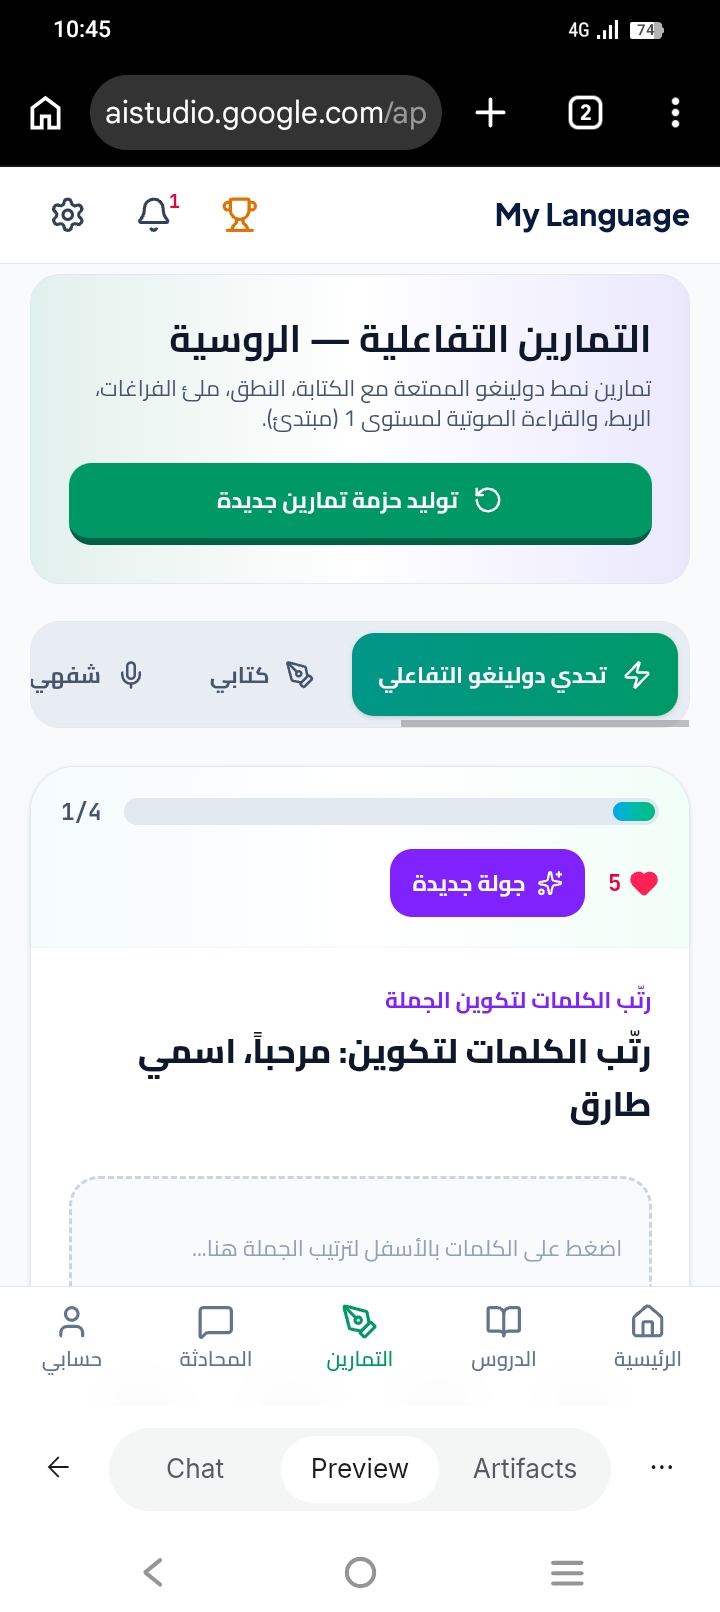 10:45
4G
74
aistudio.google.com/ap
2
1
My Language
التمارين التفاعلية — الروسية
تمارين نمط دولينغو الممتعة مع الكتابة، النطق، ملئ الفراغات،
الربط، والقراءة الصوتية لمستوى 1 (مبتدئ).
توليد حزمة تمارين جديدة
تحدي دولينغو التفاعلي
كتابي
شفهي
1/4
5
جولة جديدة
رتّب الكلمات لتكوين الجملة
رتّب الكلمات لتكوين: مرحباً، اسمي
طارق
اضغط على الكلمات بالأسفل لترتيب الجملة هنا...
الرئيسية
الدروس
التمارين
المحادثة
حسابي
Chat
Preview
Artifacts